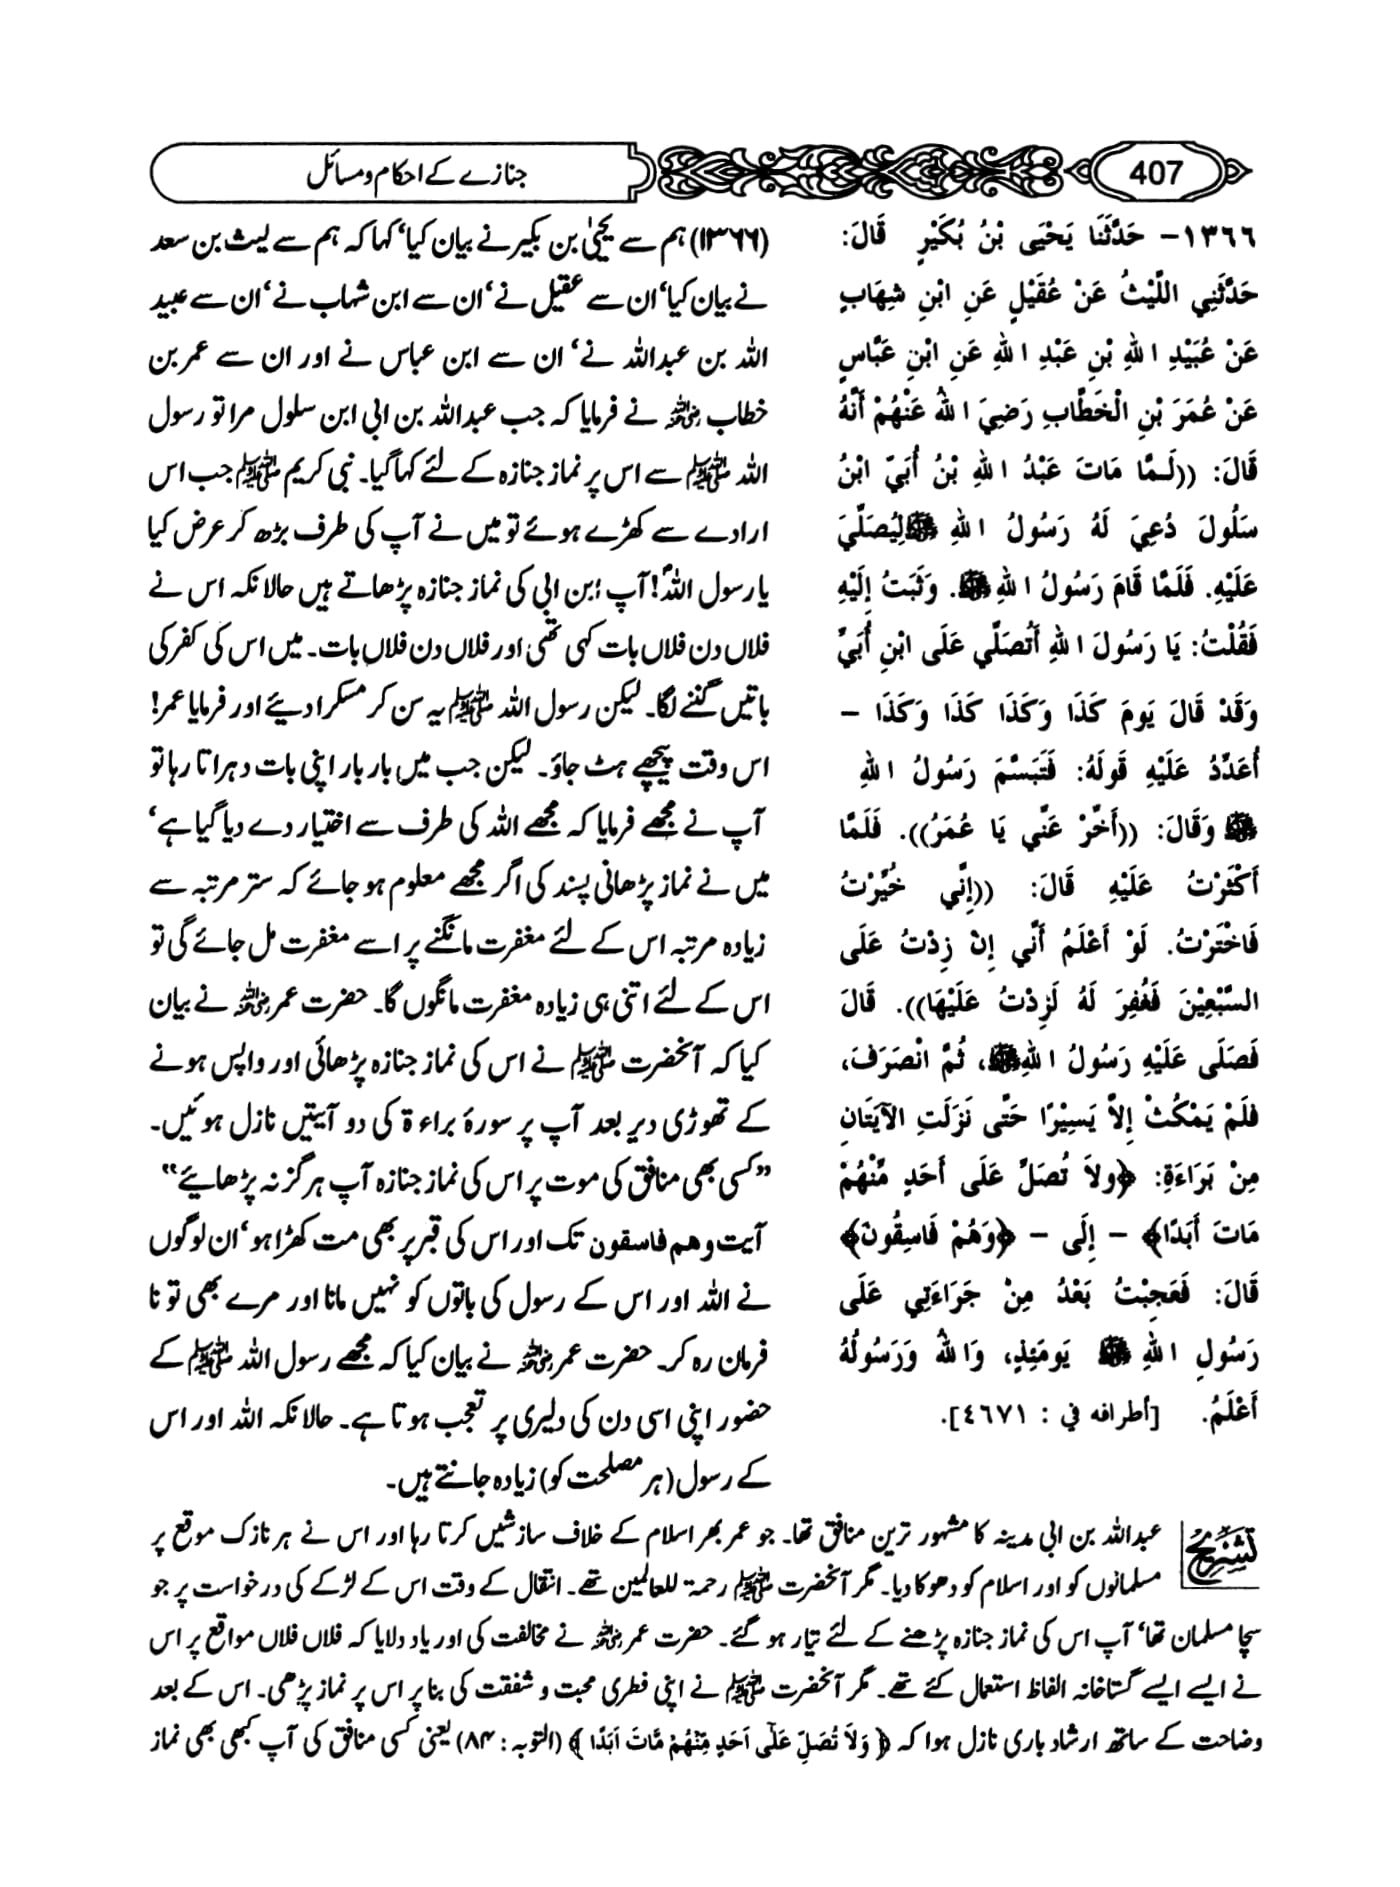 407
جنازے کے احکام و مسائل
١٣٦٦- حَدَّثَنَا يَحْيَى بْنُ بُكَيْرٍ قَالَ:
حَدَّثَنِي اللَّيْثُ عَنْ عُقَيْلٍ عَنِ ابْنِ شِهَابٍ
عَنْ عُبَيْدِ اللهِ بْنِ عَبْدِ اللهِ عَنِ ابْنِ عَبَّاسٍ
عَنْ عُمَرَ بْنِ الْخَطَّابِ رَضِيَ اللهُ عَنْهُمْ أَنَّهُ
قَالَ: ((لَـمَّا مَاتَ عَبْدُ اللهِ بْنُ أُبَيّ ابْنُ
سَلُولَ دُعِيَ لَهُ رَسُولُ اللهِ ﷺ لِيُصَلِّيَ
عَلَيْهِ. فَلَمَّا قَامَ رَسُولُ اللهِ ﷺ. وَثَبَتُ إِلَيْهِ
فَقُلْتُ: يَا رَسُولَ اللهِ أَتُصَلِّي عَلَى ابْنِ أُبَيٍّ
وَقَدْ قَالَ يَومَ كَذَا وَكَذَا كَذَا وَكَذَا –
أُعَدِّدُ عَلَيْهِ قَولَهُ: فَتَبَسَّمَ رَسُولُ اللهِ
ﷺ وَقَالَ: ((أَخِّرْ عَنِّي يَا عُمَرُ)). فَلَمَّا
أَكْثَرْتُ عَلَيْهِ قَالَ: ((إِنِّي خُيِّرْتُ
فَاخْتَرْتُ. لَوْ أَعْلَمُ أَنِّي إِنْ زِدْتُ عَلَى
السَّبْعِيْنَ فَغُفِرَ لَهُ لَزِدْتُ عَلَيْهَا)). قَالَ
فَصَلَى عَلَيْهِ رَسُولُ اللهِ ﷺ، ثُمَّ انْصَرَفَ،
فَلَمْ يَمْكُثْ إِلاَّ يَسِيْرًا حَتَّى نَزَلَتِ الآيَتَانِ
مِنْ بَرَاءَةِ: ﴿وَلاَ تُصَلِّ عَلَى أَحَدٍ مِّنْهُمْ
مَاتَ أَبَدًا﴾ – إِلَى – ﴿وَهُمْ فَاسِقُونَ﴾
قَالَ: فَعَجِبْتُ بَعْدُ مِنْ جَرَاءَتِي عَلَى
رَسُولِ اللهِ ﷺ يَومَئِذٍ، وَاللهُ وَرَسُولُهُ
أَعْلَمُ. [أطرافه في : ٤٦٧١].
(۱۳۶۶) ہم سے یحییٰ بن بکیر نے بیان کیا‘ کہا کہ ہم سے لیث بن سعد
نے بیان کیا‘ ان سے عقیل نے‘ ان سے ابن شہاب نے‘ ان سے عبید
اللہ بن عبداللہ نے‘ ان سے ابن عباس نے اور ان سے عمر بن
خطاب رضی اللہ عنہ نے فرمایا کہ جب عبداللہ بن ابی ابن سلول مرا تو رسول
اللہ ﷺ سے اس پر نماز جنازہ کے لئے کہا گیا۔ نبی کریم ﷺ جب اس
ارادے سے کھڑے ہوئے تو میں نے آپ کی طرف بڑھ کر عرض کیا
یا رسول اللہ! آپ ابن ابی کی نماز جنازہ پڑھاتے ہیں حالانکہ اس نے
فلاں دن فلاں بات کہی تھی اور فلاں دن فلاں بات۔ میں اس کی کفر کی
باتیں گننے لگا۔ لیکن رسول اللہ ﷺ یہ سن کر مسکرا دیئے اور فرمایا عمر!
اس وقت پیچھے ہٹ جاؤ۔ لیکن جب میں بار بار اپنی بات دہراتا رہا تو
آپ نے مجھے فرمایا کہ مجھے اللہ کی طرف سے اختیار دے دیا گیا ہے‘
میں نے نماز پڑھانی پسند کی اگر مجھے معلوم ہو جائے کہ ستر مرتبہ سے
زیادہ مرتبہ اس کے لئے مغفرت مانگنے پر اسے مغفرت مل جائے گی تو
اس کے لئے اتنی ہی زیادہ مغفرت مانگوں گا۔ حضرت عمر رضی اللہ عنہ نے بیان
کیا کہ آنحضرت ﷺ نے اس کی نماز جنازہ پڑھائی اور واپس ہونے
کے تھوڑی دیر بعد آپ پر سورۂ براءۃ کی دو آیتیں نازل ہوئیں۔
”کسی بھی منافق کی موت پر اس کی نماز جنازہ آپ ہرگز نہ پڑھایئے“
آیت و ھم فاسقون تک اور اس کی قبر پر بھی مت کھڑا ہو‘ ان لوگوں
نے اللہ اور اس کے رسول کی باتوں کو نہیں مانا اور مرے بھی تو نا
فرمان رہ کر۔ حضرت عمر رضی اللہ عنہ نے بیان کیا کہ مجھے رسول اللہ ﷺ کے
حضور اپنی اسی دن کی دلیری پر تعجب ہوتا ہے۔ حالانکہ اللہ اور اس
کے رسول (ہر مصلحت کو) زیادہ جانتے ہیں۔
تشریح
عبداللہ بن ابی مدینہ کا مشہور ترین منافق تھا۔ جو عمر بھر اسلام کے خلاف سازشیں کرتا رہا اور اس نے ہر نازک موقع پر
مسلمانوں کو اور اسلام کو دھوکا دیا۔ مگر آنحضرت ﷺ رحمۃ للعالمین تھے۔ انتقال کے وقت اس کے لڑکے کی درخواست پر جو
سچا مسلمان تھا‘ آپ اس کی نماز جنازہ پڑھنے کے لئے تیار ہو گئے۔ حضرت عمر رضی اللہ عنہ نے مخالفت کی اور یاد دلایا کہ فلاں فلاں مواقع پر اس
نے ایسے ایسے گستاخانہ الفاظ استعمال کئے تھے۔ مگر آنحضرت ﷺ نے اپنی فطری محبت و شفقت کی بنا پر اس پر نماز پڑھی۔ اس کے بعد
وضاحت کے ساتھ ارشاد باری نازل ہوا کہ ﴿ وَلَا تُصَلِّ عَلٰٓى اَحَدٍ مِّنْهُمْ مَّاتَ اَبَدًا ﴾ (التوبہ : ۸۴) یعنی کسی منافق کی آپ کبھی بھی نماز